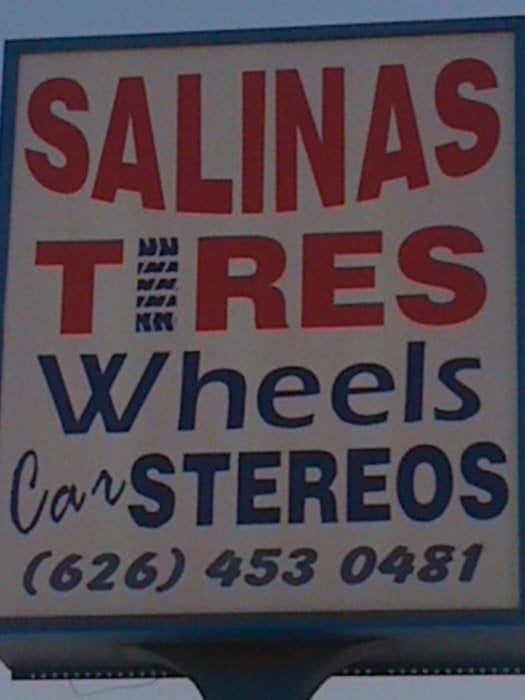 SALINAS
TIRES
Wheels
Car STEREOS
(626) 453 0481